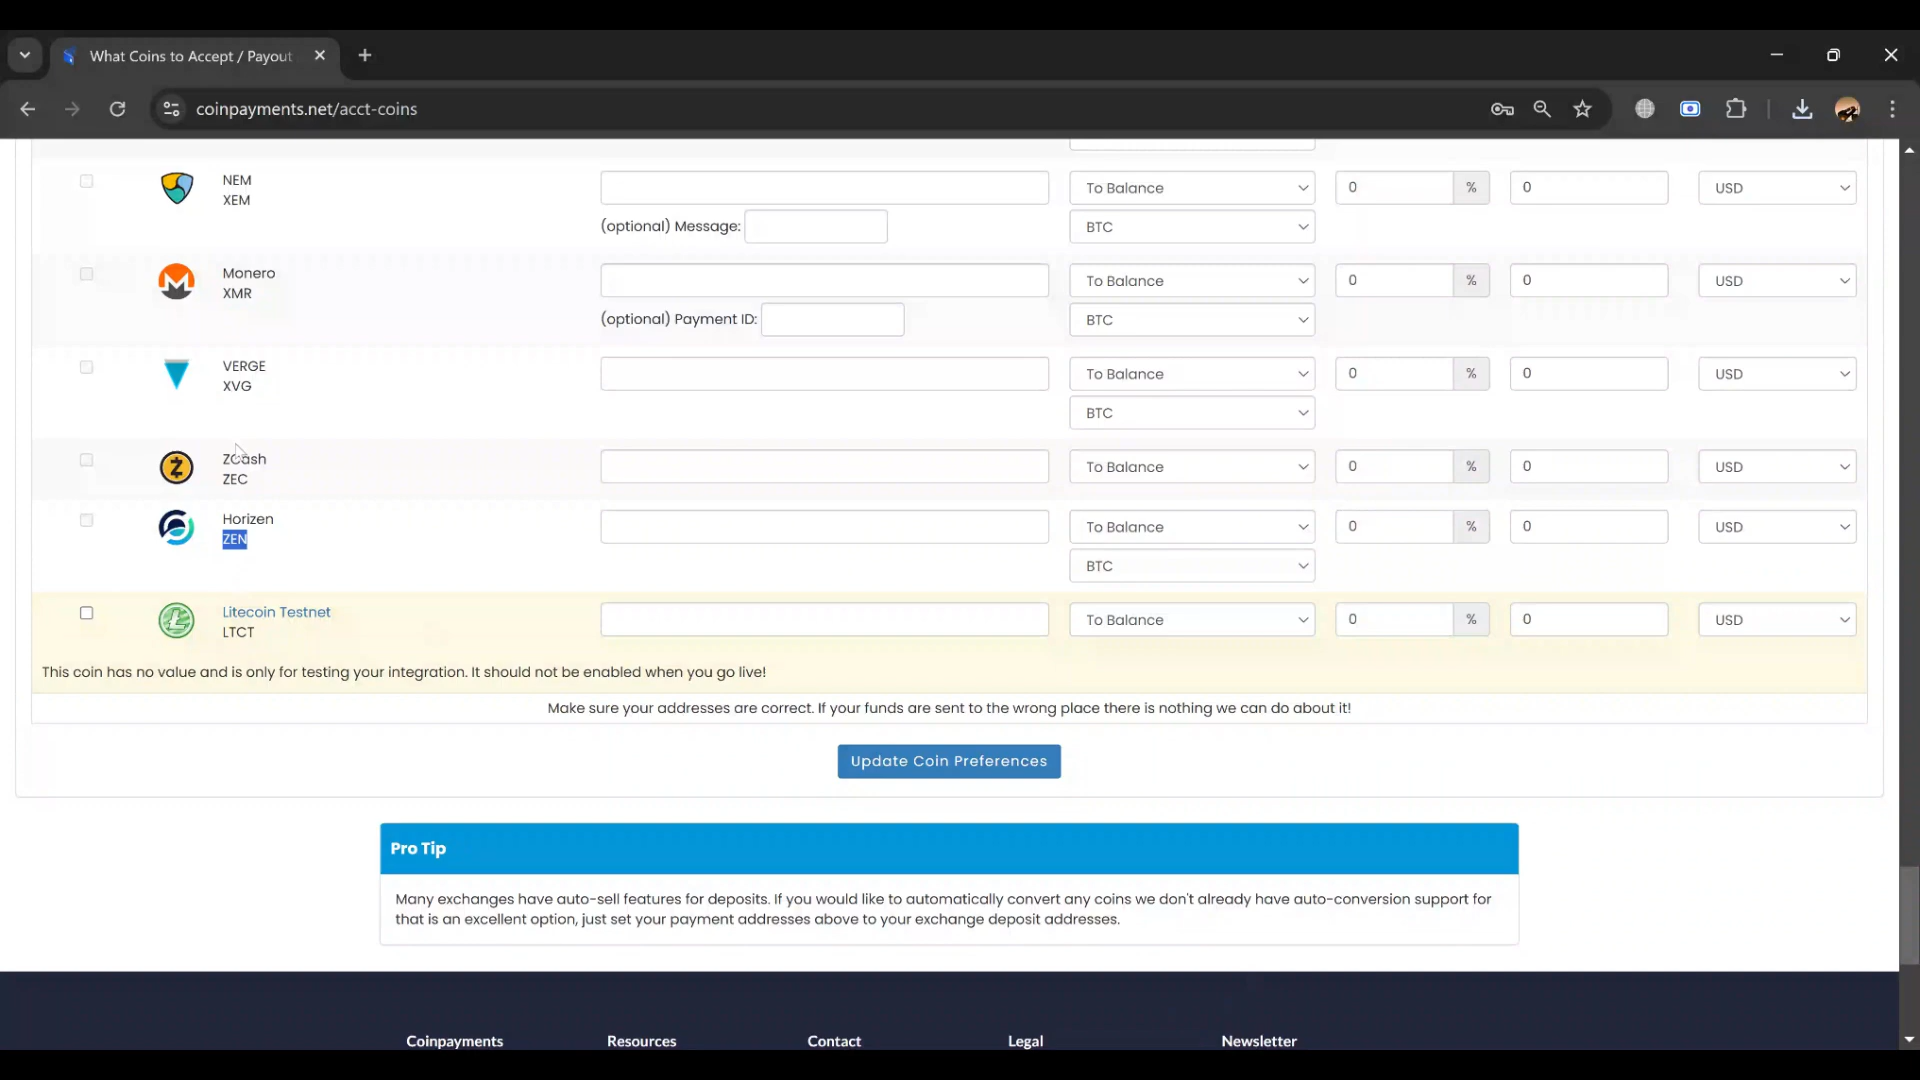 What Coins to Accept / Payout
coinpayments.net/acct-coins
NEM
XEM
To Balance
0
%
0
USD
(optional) Message:
BTC
Monero
XMR
To Balance
0
%
0
USD
(optional) Payment ID:
BTC
VERGE
XVG
To Balance
0
%
0
USD
BTC
ZCash
ZEC
To Balance
0
%
0
USD
Horizen
ZEN
To Balance
0
%
0
USD
BTC
Litecoin Testnet
LTCT
To Balance
0
%
0
USD
This coin has no value and is only for testing your integration. It should not be enabled when you go live!
Make sure your addresses are correct. If your funds are sent to the wrong place there is nothing we can do about it!
Update Coin Preferences
Pro Tip
Many exchanges have auto-sell features for deposits. If you would like to automatically convert any coins we don't already have auto-conversion support for
that is an excellent option, just set your payment addresses above to your exchange deposit addresses.
Coinpayments
Resources
Contact
Legal
Newsletter